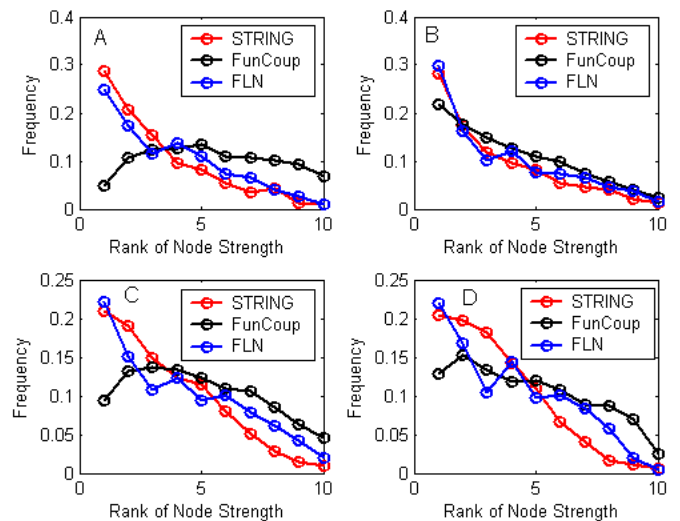 A
STRING
FunCoup
FLN
Frequency
0.4
0.3
0.2
0.1
0
0 5 10
Rank of Node Strength
B
STRING
FunCoup
FLN
Frequency
0.4
0.3
0.2
0.1
0
0 5 10
Rank of Node Strength
C
STRING
FunCoup
FLN
Frequency
0.25
0.2
0.15
0.1
0.05
0
0 5 10
Rank of Node Strength
D
STRING
FunCoup
FLN
Frequency
0.25
0.2
0.15
0.1
0.05
0
0 5 10
Rank of Node Strength